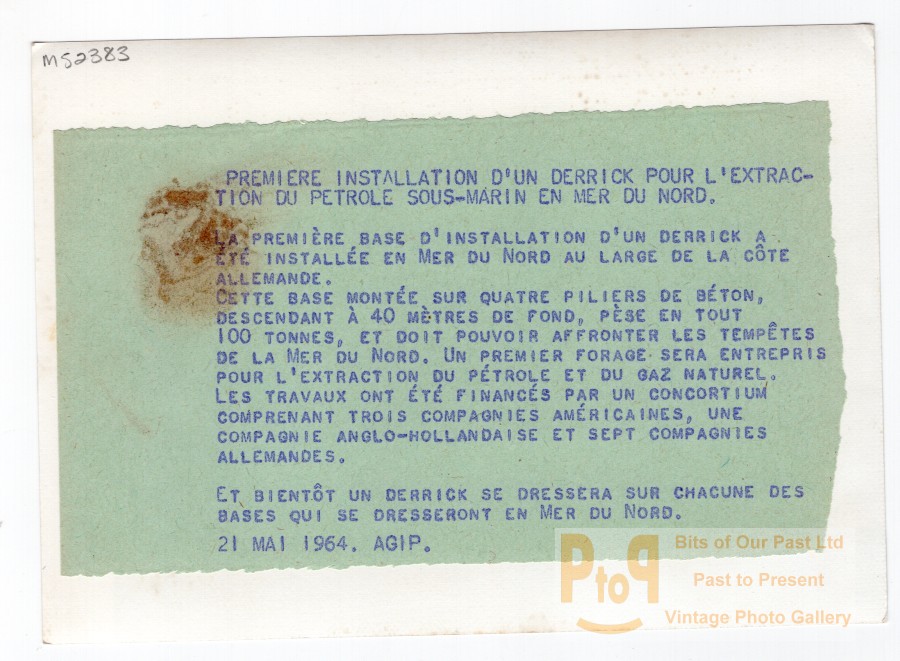 MS2383
PREMIERE INSTALLATION D'UN DERRICK POUR L'EXTRAC-
TION DU PETROLE SOUS-MARIN EN MER DU NORD.
LA PREMIÈRE BASE D'INSTALLATION D'UN DERRICK A
ÉTÉ INSTALLÉE EN MER DU NORD AU LARGE DE LA CÔTE
ALLEMANDE.
CETTE BASE MONTÉE SUR QUATRE PILIERS DE BÉTON,
DESCENDANT À 40 MÈTRES DE FOND, PÈSE EN TOUT
100 TONNES, ET DOIT POUVOIR AFFRONTER LES TEMPÊTES
DE LA MER DU NORD. UN PREMIER FORAGE SERA ENTREPRIS
POUR L'EXTRACTION DU PÉTROLE ET DU GAZ NATUREL.
LES TRAVAUX ONT ÉTÉ FINANCÉS PAR UN CONCORTIUM
COMPRENANT TROIS COMPAGNIES AMÉRICAINES, UNE
COMPAGNIE ANGLO-HOLLANDAISE ET SEPT COMPAGNIES
ALLEMANDES.
ET BIENTÔT UN DERRICK SE DRESSERA SUR CHACUNE DES
BASES QUI SE DRESSERONT EN MER DU NORD.
21 MAI 1964. AGIP.
PtoP
Bits of Our Past Ltd
Past to Present
Vintage Photo Gallery